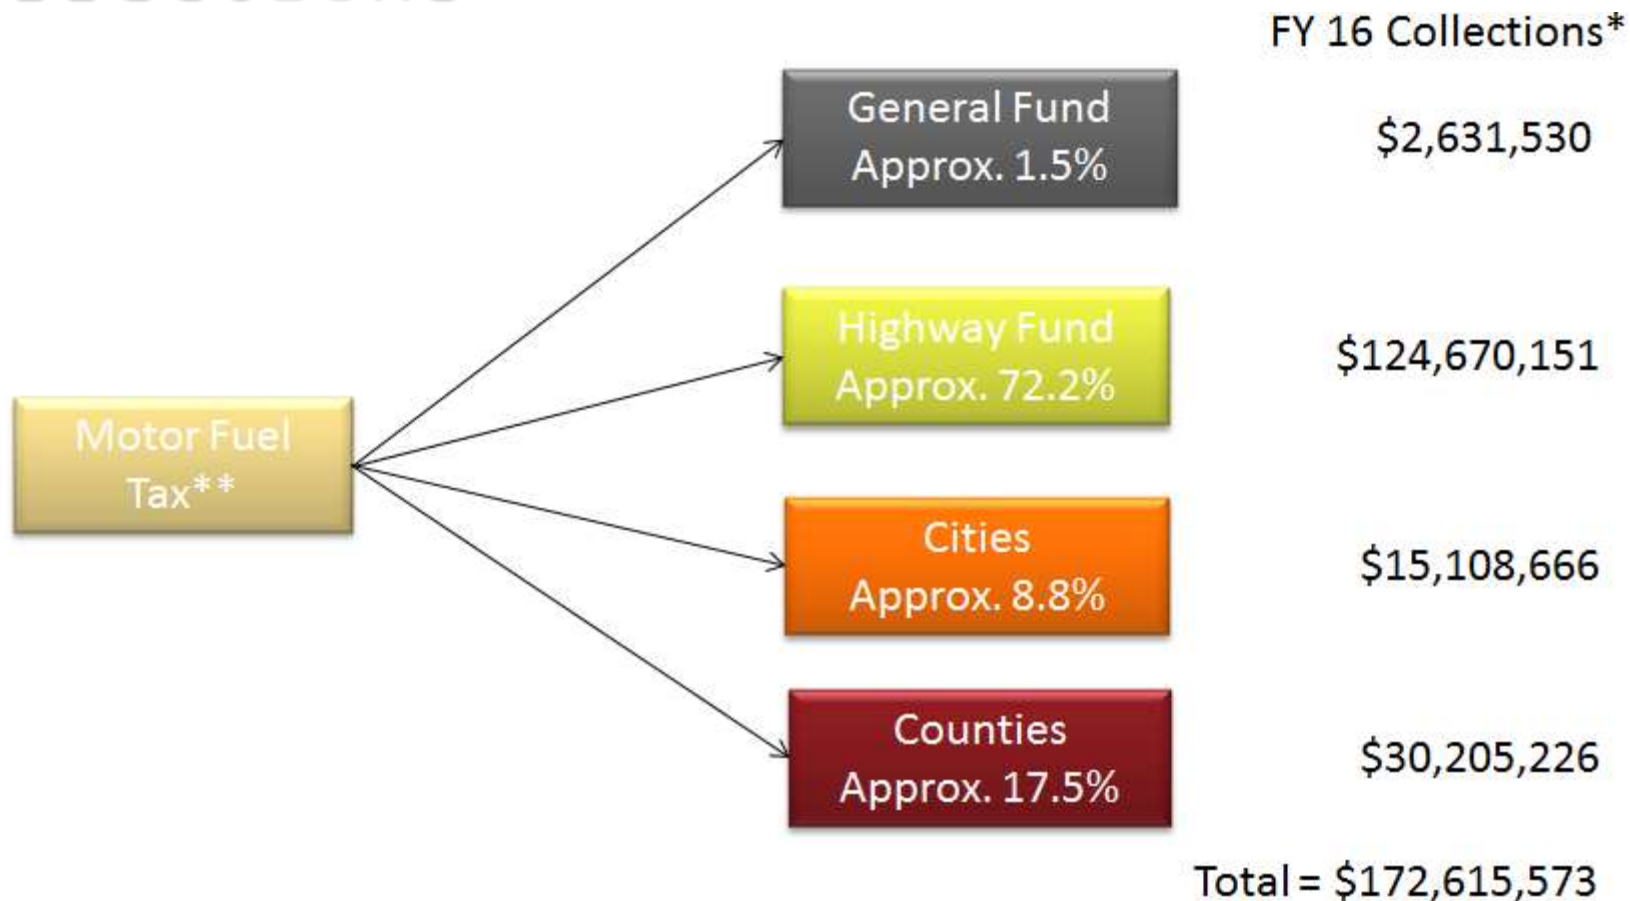 FY 16 Collections*
General Fund
Approx. 1.5%
$2,631,530
Highway Fund
Approx. 72.2%
$124,670,151
Motor Fuel
Tax**
Cities
Approx. 8.8%
$15,108,666
Counties
Approx. 17.5%
$30,205,226
Total = $172,615,573